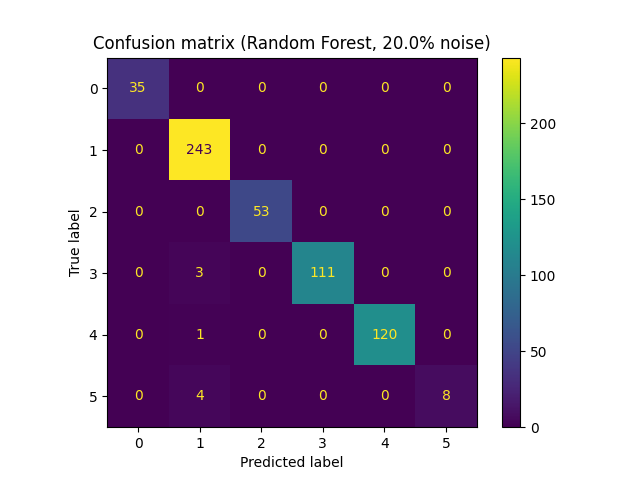 Confusion matrix (Random Forest, 20.0% noise)
0 35 0 0 0 0 0
1 0 243 0 0 0 0
2 0 0 53 0 0 0
3 0 3 0 111 0 0
4 0 1 0 0 120 0
5 0 4 0 0 0 8
0 1 2 3 4 5
Predicted label
True label
200
150
100
50
0